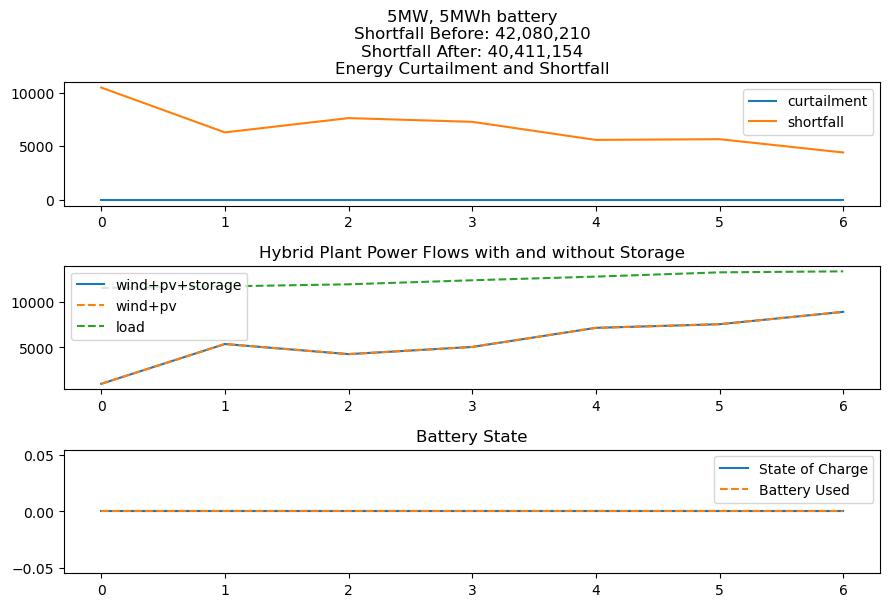 5MW, 5MWh battery
Shortfall Before: 42,080,210
Shortfall After: 40,411,154
Energy Curtailment and Shortfall
10000
5000
0
curtailment
shortfall
0 1 2 3 4 5 6
Hybrid Plant Power Flows with and without Storage
10000
5000
wind+pv+storage
wind+pv
load
0 1 2 3 4 5 6
Battery State
0.05
0.00
−0.05
State of Charge
Battery Used
0 1 2 3 4 5 6